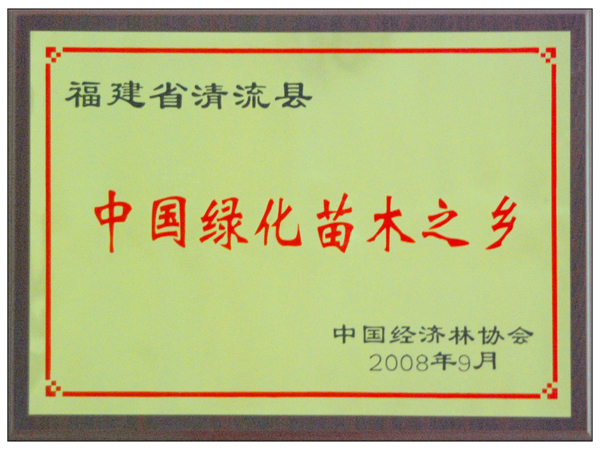 福建省清流县
中国绿化苗木之乡
中国经济林协会
2008年9月